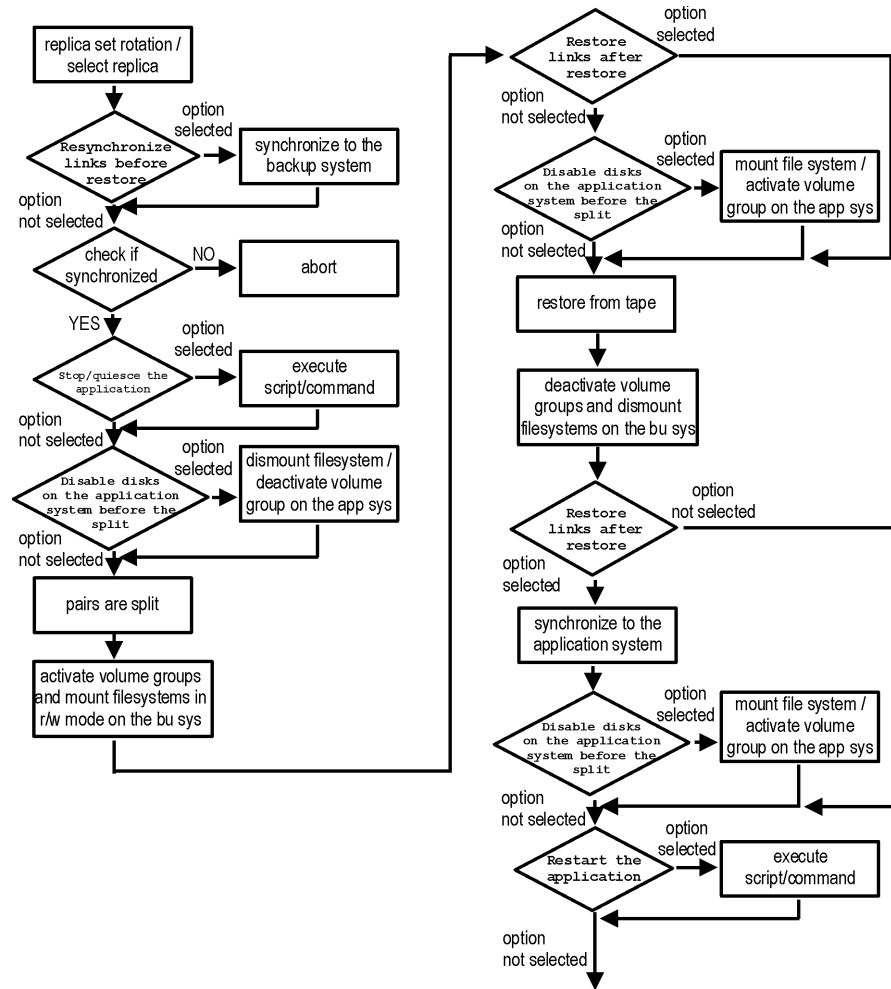 replica set rotation /
select replica
option
selected
Resynchronize
links before
restore
synchronize to the
backup system
option
not selected
check if
synchronized
NO
abort
YES
option
selected
Stop/quiesce the
application
execute
script/command
option
not selected
option
selected
Disable disks
on the application
system before the
split
dismount filesystem /
deactivate volume
group on the app sys
option
not selected
pairs are split
activate volume groups
and mount filesystems in
r/w mode on the bu sys
option
selected
Restore
links after
restore
option
not selected
option
selected
Disable disks
on the application
system before the
split
mount file system /
activate volume
group on the app sys
option
not selected
restore from tape
deactivate volume
groups and dismount
filesystems on the bu sys
option
not selected
Restore
links after
restore
option
selected
synchronize to the
application system
option
selected
Disable disks
on the application
system before the
split
mount file system /
activate volume
group on the app sys
option
not selected
option
selected
Restart the
application
execute
script/command
option
not selected